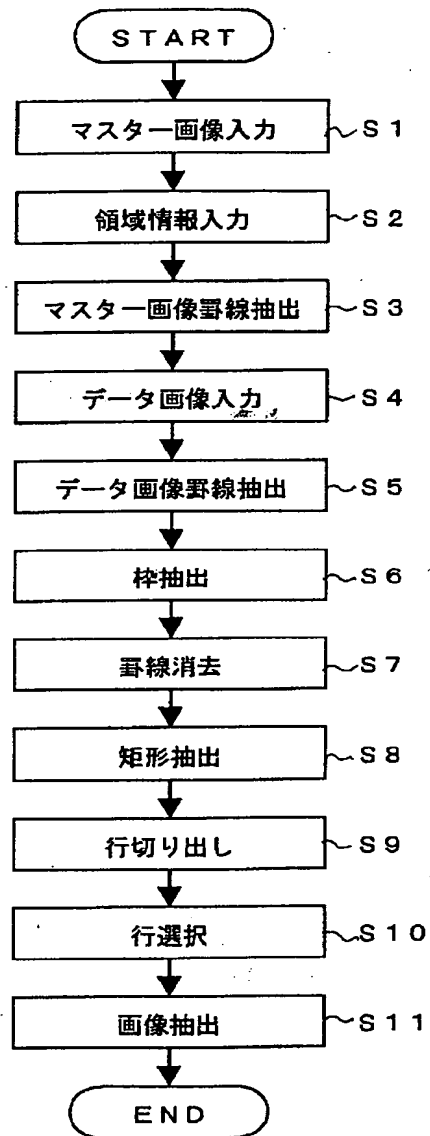 START
マスター画像入力 S1
領域情報入力 S2
マスター画像罫線抽出 S3
データ画像入力 S4
データ画像罫線抽出 S5
枠抽出 S6
罫線消去 S7
矩形抽出 S8
行切り出し S9
行選択 S10
画像抽出 S11
END